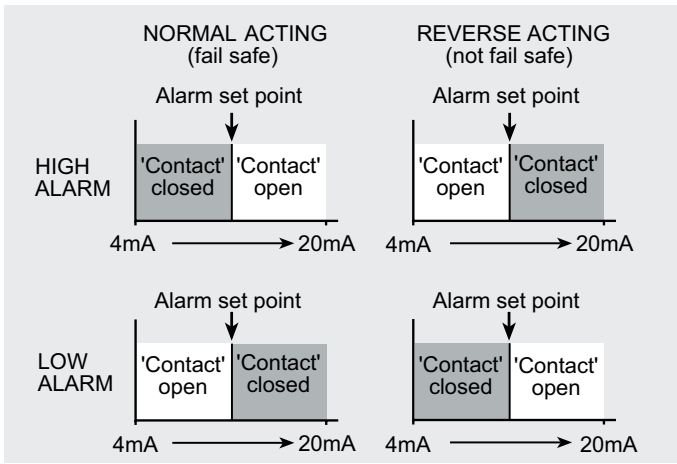 NORMAL ACTING
(fail safe)
REVERSE ACTING
(not fail safe)
HIGH
ALARM
Alarm set point
'Contact'
closed
'Contact'
open
4mA
20mA
Alarm set point
'Contact'
open
'Contact'
closed
4mA
20mA
LOW
ALARM
Alarm set point
'Contact'
open
'Contact'
closed
4mA
20mA
Alarm set point
'Contact'
closed
'Contact'
open
4mA
20mA